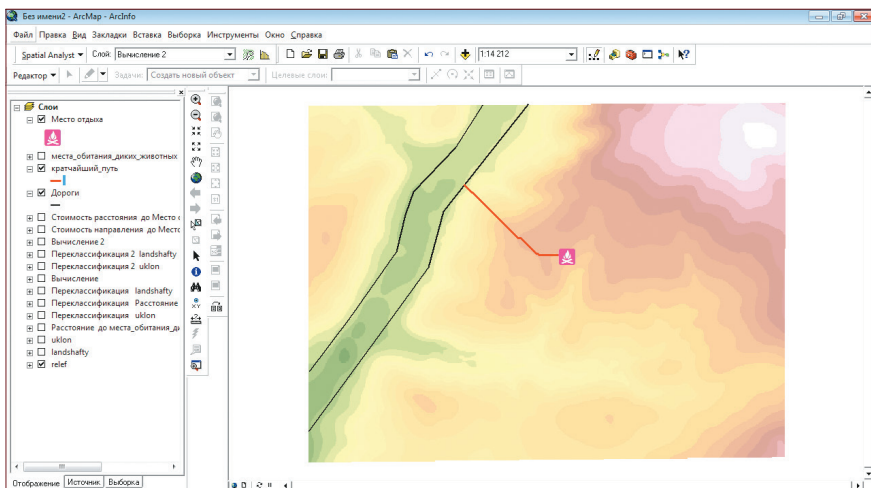 Без имени2 - ArcMap - ArcInfo
Файл Правка Вид Закладки Вставка Выборка Инструменты Окно Справка
Spatial Analyst Слой: Вычисление 2 1:14 212
Редактор Задачи: Создать новый объект Целевые слои:
Слои
Место отдыха
места_обитания_диких_животных
кратчайший_путь
Дороги
Стоимость расстояния до Место с
Стоимость направления до Место
Вычисление 2
Переклассификация 2 landshafty
Переклассификация 2 uklon
Вычисление
Переклассификация landshafty
Переклассификация Расстояние
Переклассификация uklon
Расстояние до места_обитания_ди
uklon
landshafty
relef
XY
Отображение Источник Выборка